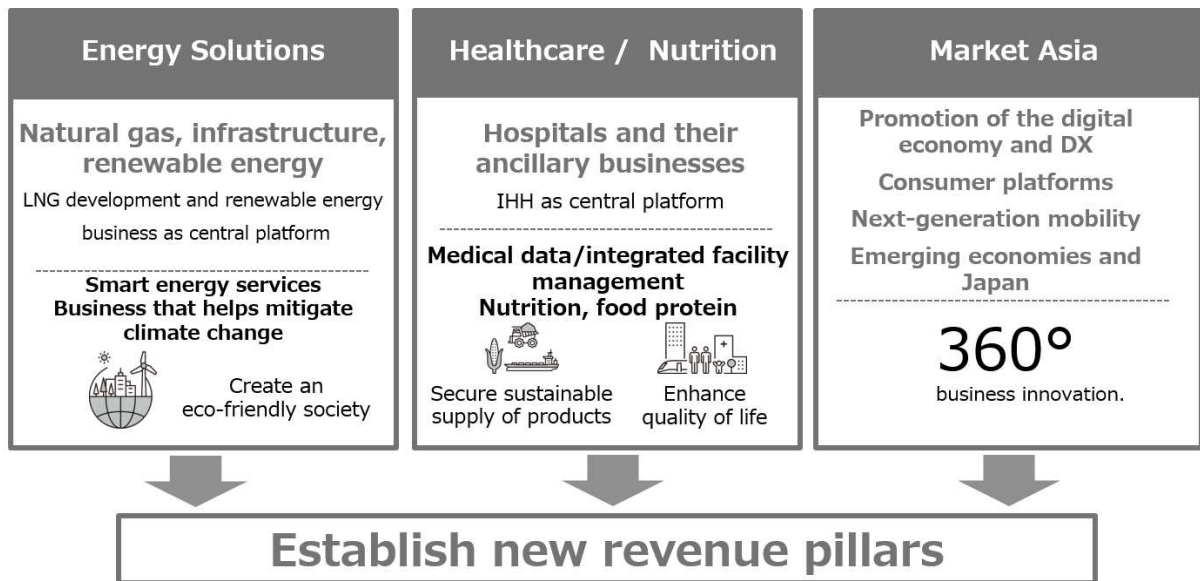 Energy Solutions
Natural gas, infrastructure,
renewable energy
LNG development and renewable energy
business as central platform
Smart energy services
Business that helps mitigate
climate change
Create an
eco-friendly society
Healthcare / Nutrition
Hospitals and their
ancillary businesses
IHH as central platform
Medical data/integrated facility
management
Nutrition, food protein
Secure sustainable
supply of products
Enhance
quality of life
Market Asia
Promotion of the digital
economy and DX
Consumer platforms
Next-generation mobility
Emerging economies and
Japan
360°
business innovation.
Establish new revenue pillars